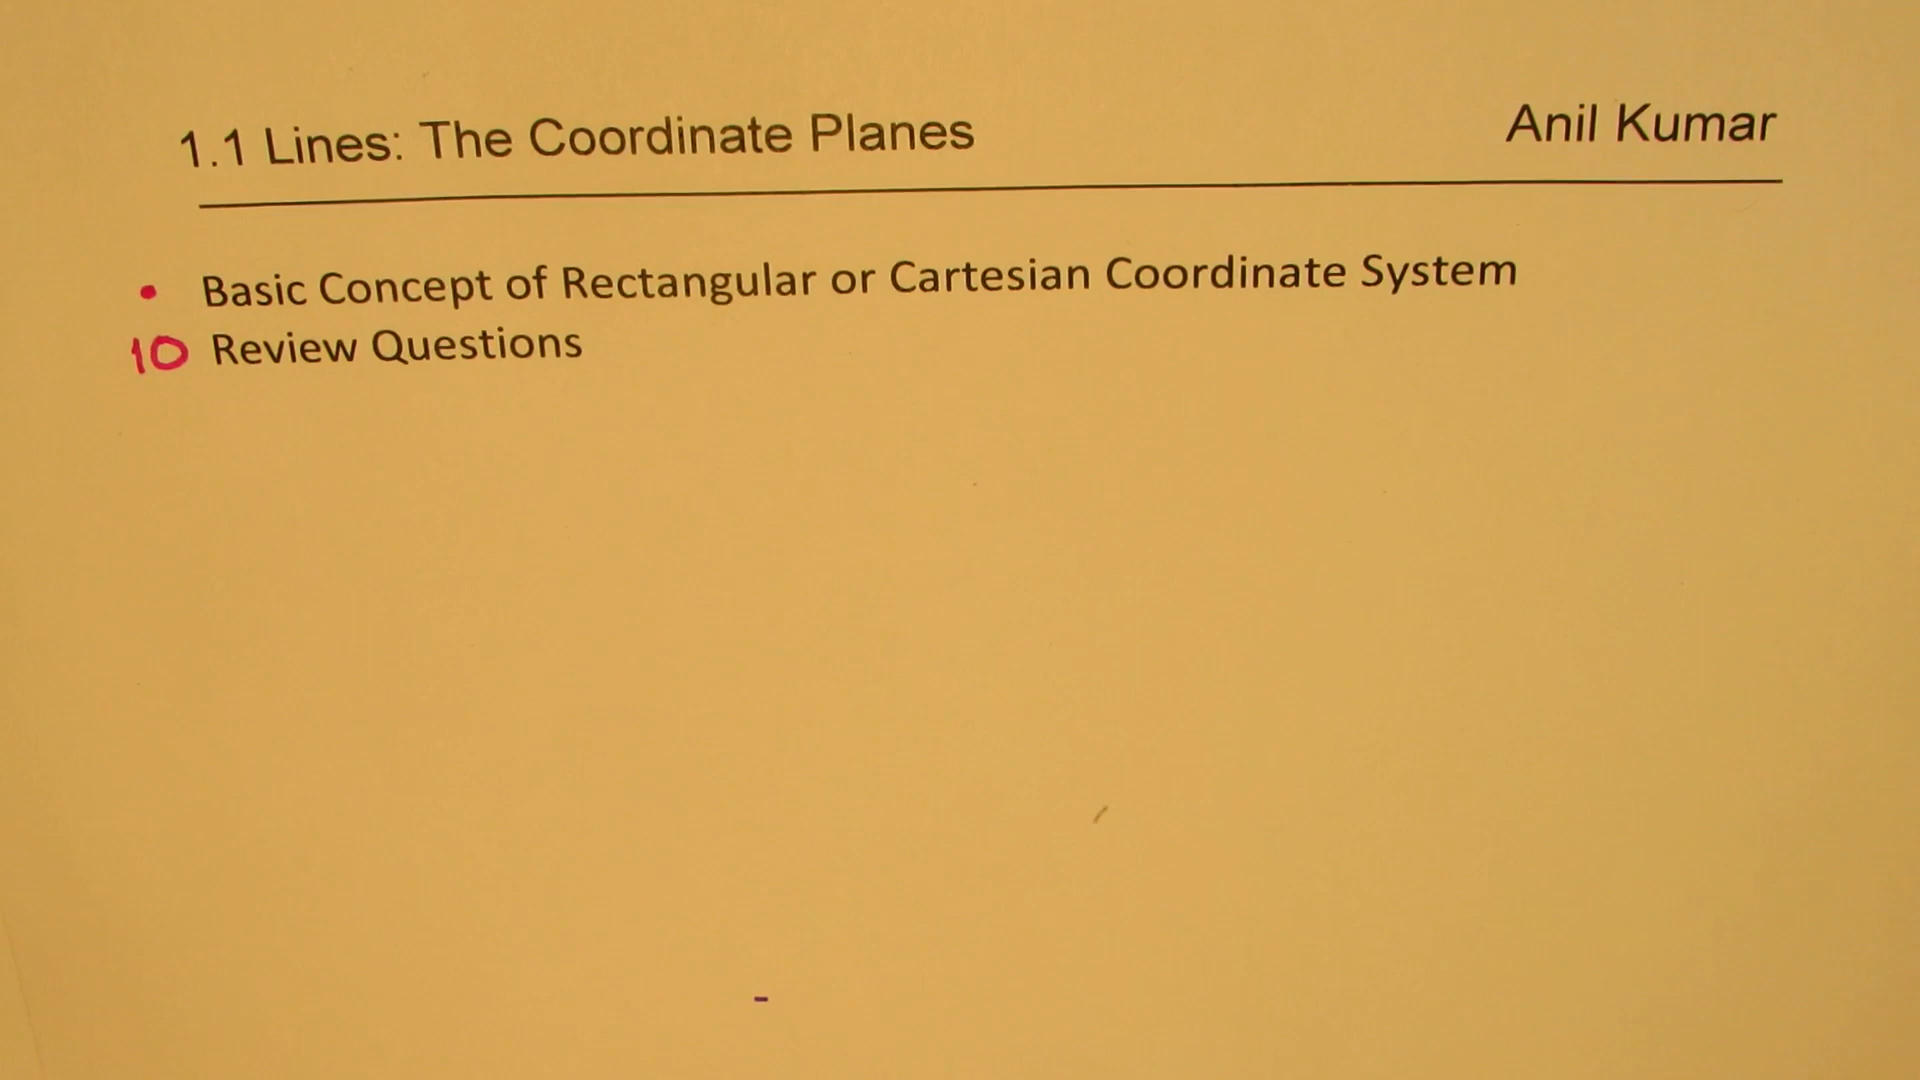 1.1 Lines: The Coordinate Planes Anil Kumar
• Basic Concept of Rectangular or Cartesian Coordinate System
10 Review Questions